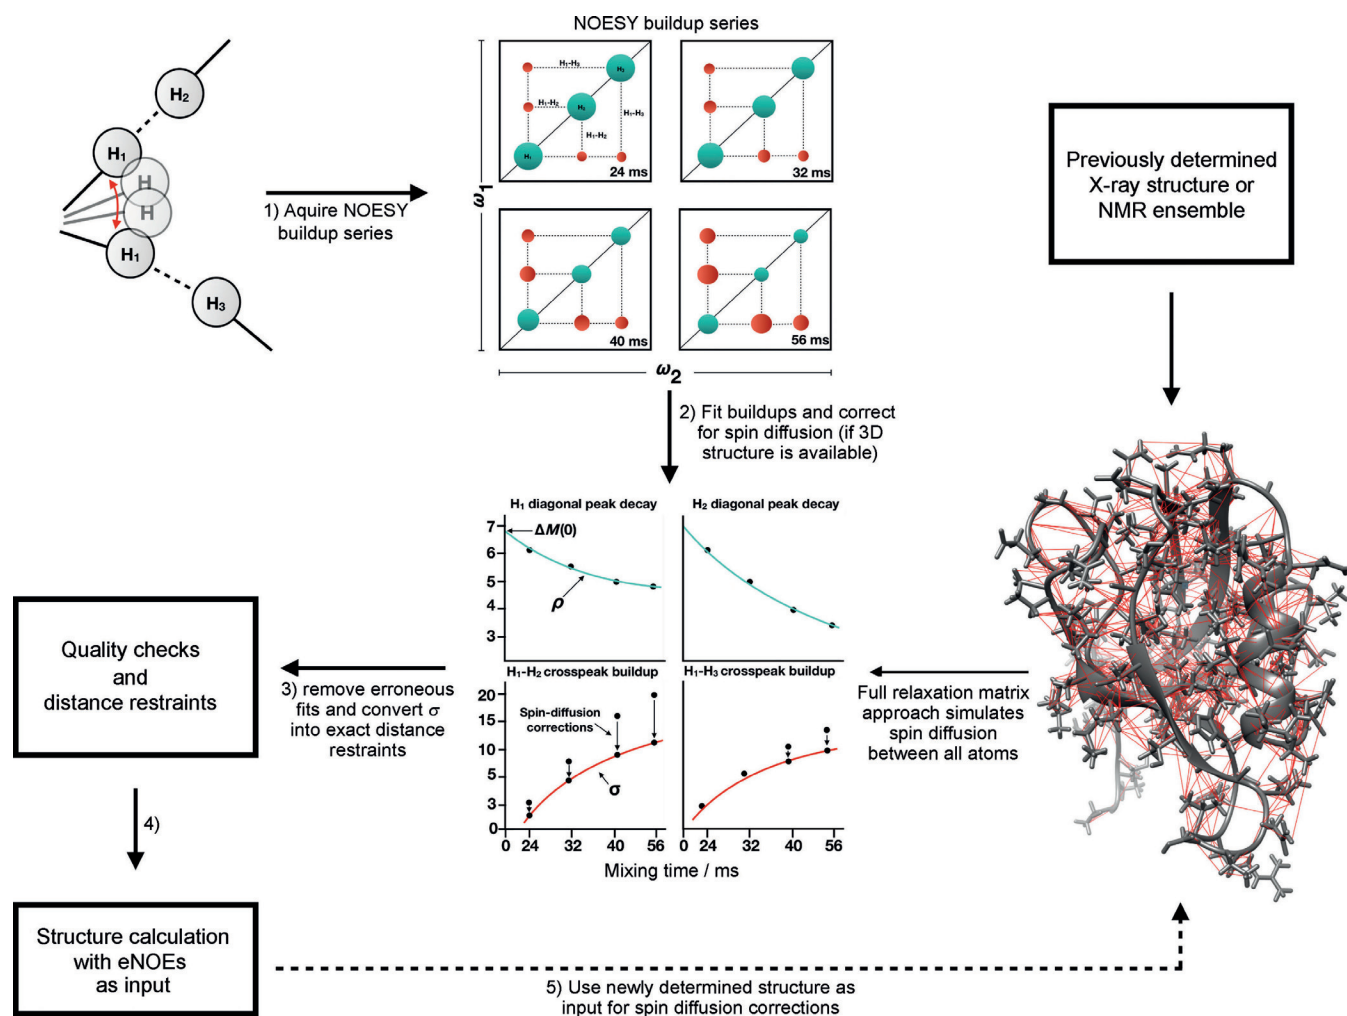 NOESY buildup series
H2
H1
H
H
H1
H3
1) Aquire NOESY
buildup series
ω1
H1-H3
H3
H1-H2
H2
H1-H3
H1-H2
H1
24 ms
32 ms
40 ms
56 ms
ω2
Previously determined
X-ray structure or
NMR ensemble
2) Fit buildups and correct
for spin diffusion (if 3D
structure is available)
H1 diagonal peak decay
H2 diagonal peak decay
7
6
5
4
3
ΔM(0)
ρ
H1-H2 crosspeak buildup
H1-H3 crosspeak buildup
20
15
10
3
0
Spin-diffusion
corrections
σ
0 24 32 40 56
0 24 32 40 56
Mixing time / ms
Full relaxation matrix
approach simulates
spin diffusion
between all atoms
3) remove erroneous
fits and convert σ
into exact distance
restraints
Quality checks
and
distance restraints
4)
Structure calculation
with eNOEs
as input
5) Use newly determined structure as
input for spin diffusion corrections